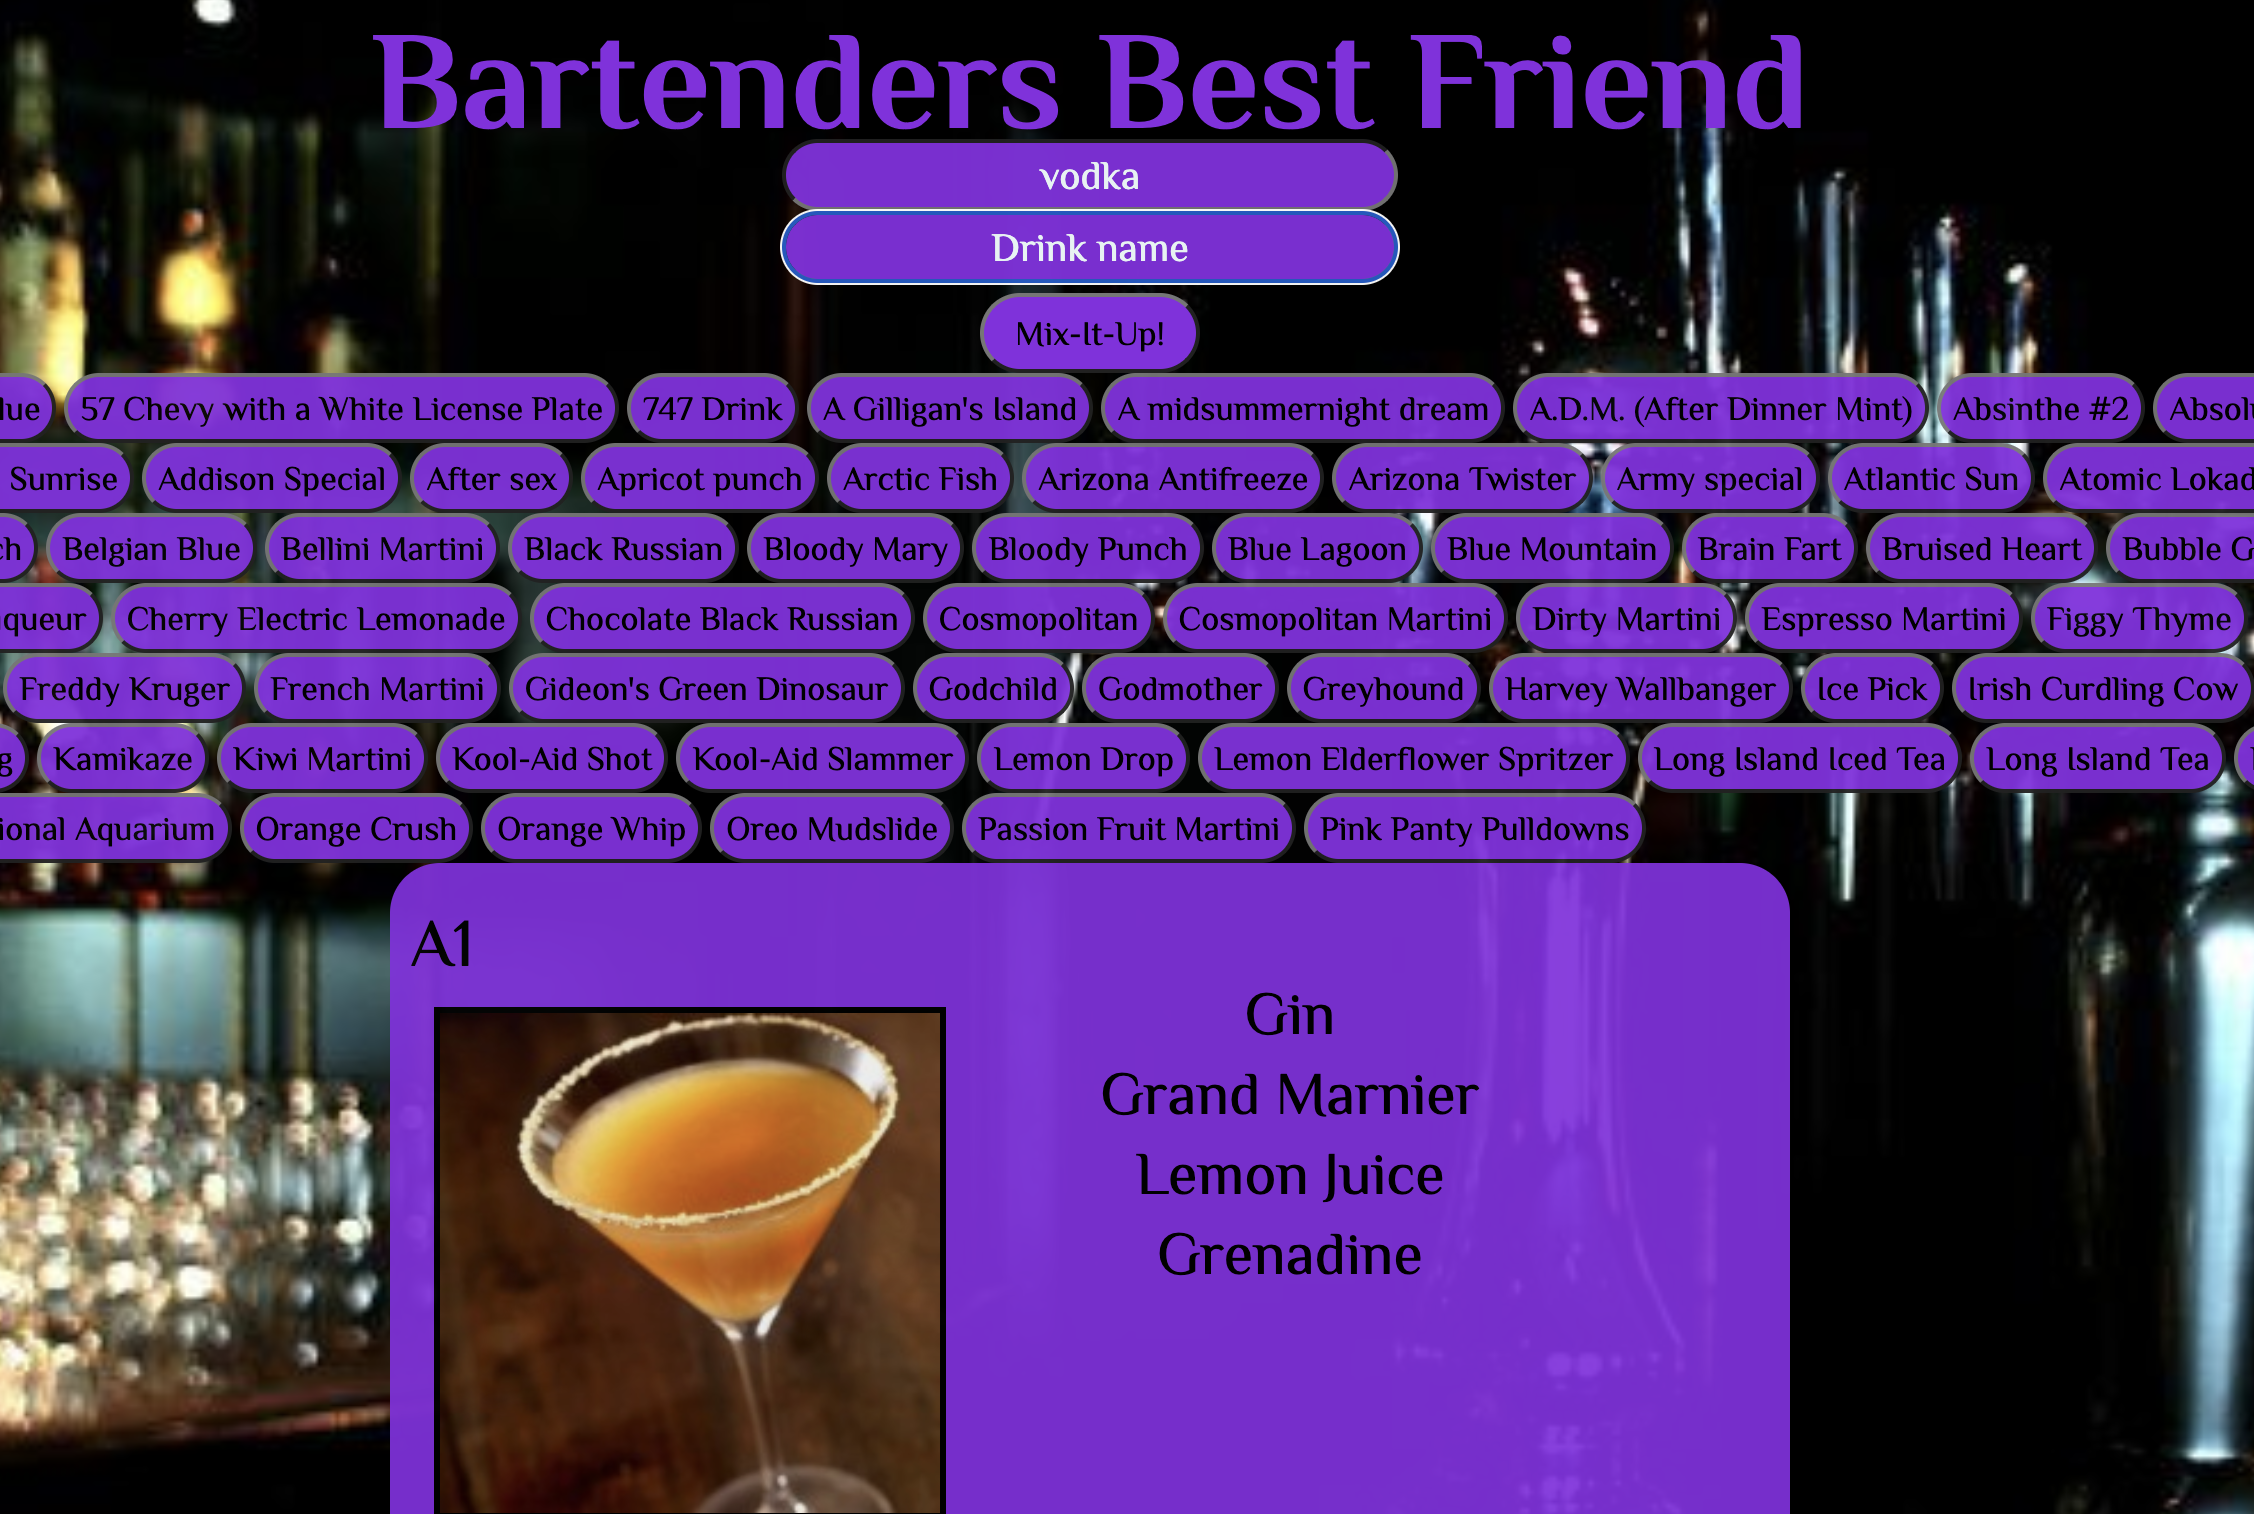 Bartenders Best Friend
vodka
Drink name
Mix-It-Up!
lue 57 Chevy with a White License Plate 747 Drink A Gilligan's Island A midsummernight dream A.D.M. (After Dinner Mint) Absinthe #2 Absolu
Sunrise Addison Special After sex Apricot punch Arctic Fish Arizona Antifreeze Arizona Twister Army special Atlantic Sun Atomic Lokad
ch Belgian Blue Bellini Martini Black Russian Bloody Mary Bloody Punch Blue Lagoon Blue Mountain Brain Fart Bruised Heart Bubble G
queur Cherry Electric Lemonade Chocolate Black Russian Cosmopolitan Cosmopolitan Martini Dirty Martini Espresso Martini Figgy Thyme
Freddy Kruger French Martini Gideon's Green Dinosaur Godchild Godmother Greyhound Harvey Wallbanger Ice Pick Irish Curdling Cow
g Kamikaze Kiwi Martini Kool-Aid Shot Kool-Aid Slammer Lemon Drop Lemon Elderflower Spritzer Long Island Iced Tea Long Island Tea
ional Aquarium Orange Crush Orange Whip Oreo Mudslide Passion Fruit Martini Pink Panty Pulldowns
A1
Gin
Grand Marnier
Lemon Juice
Grenadine